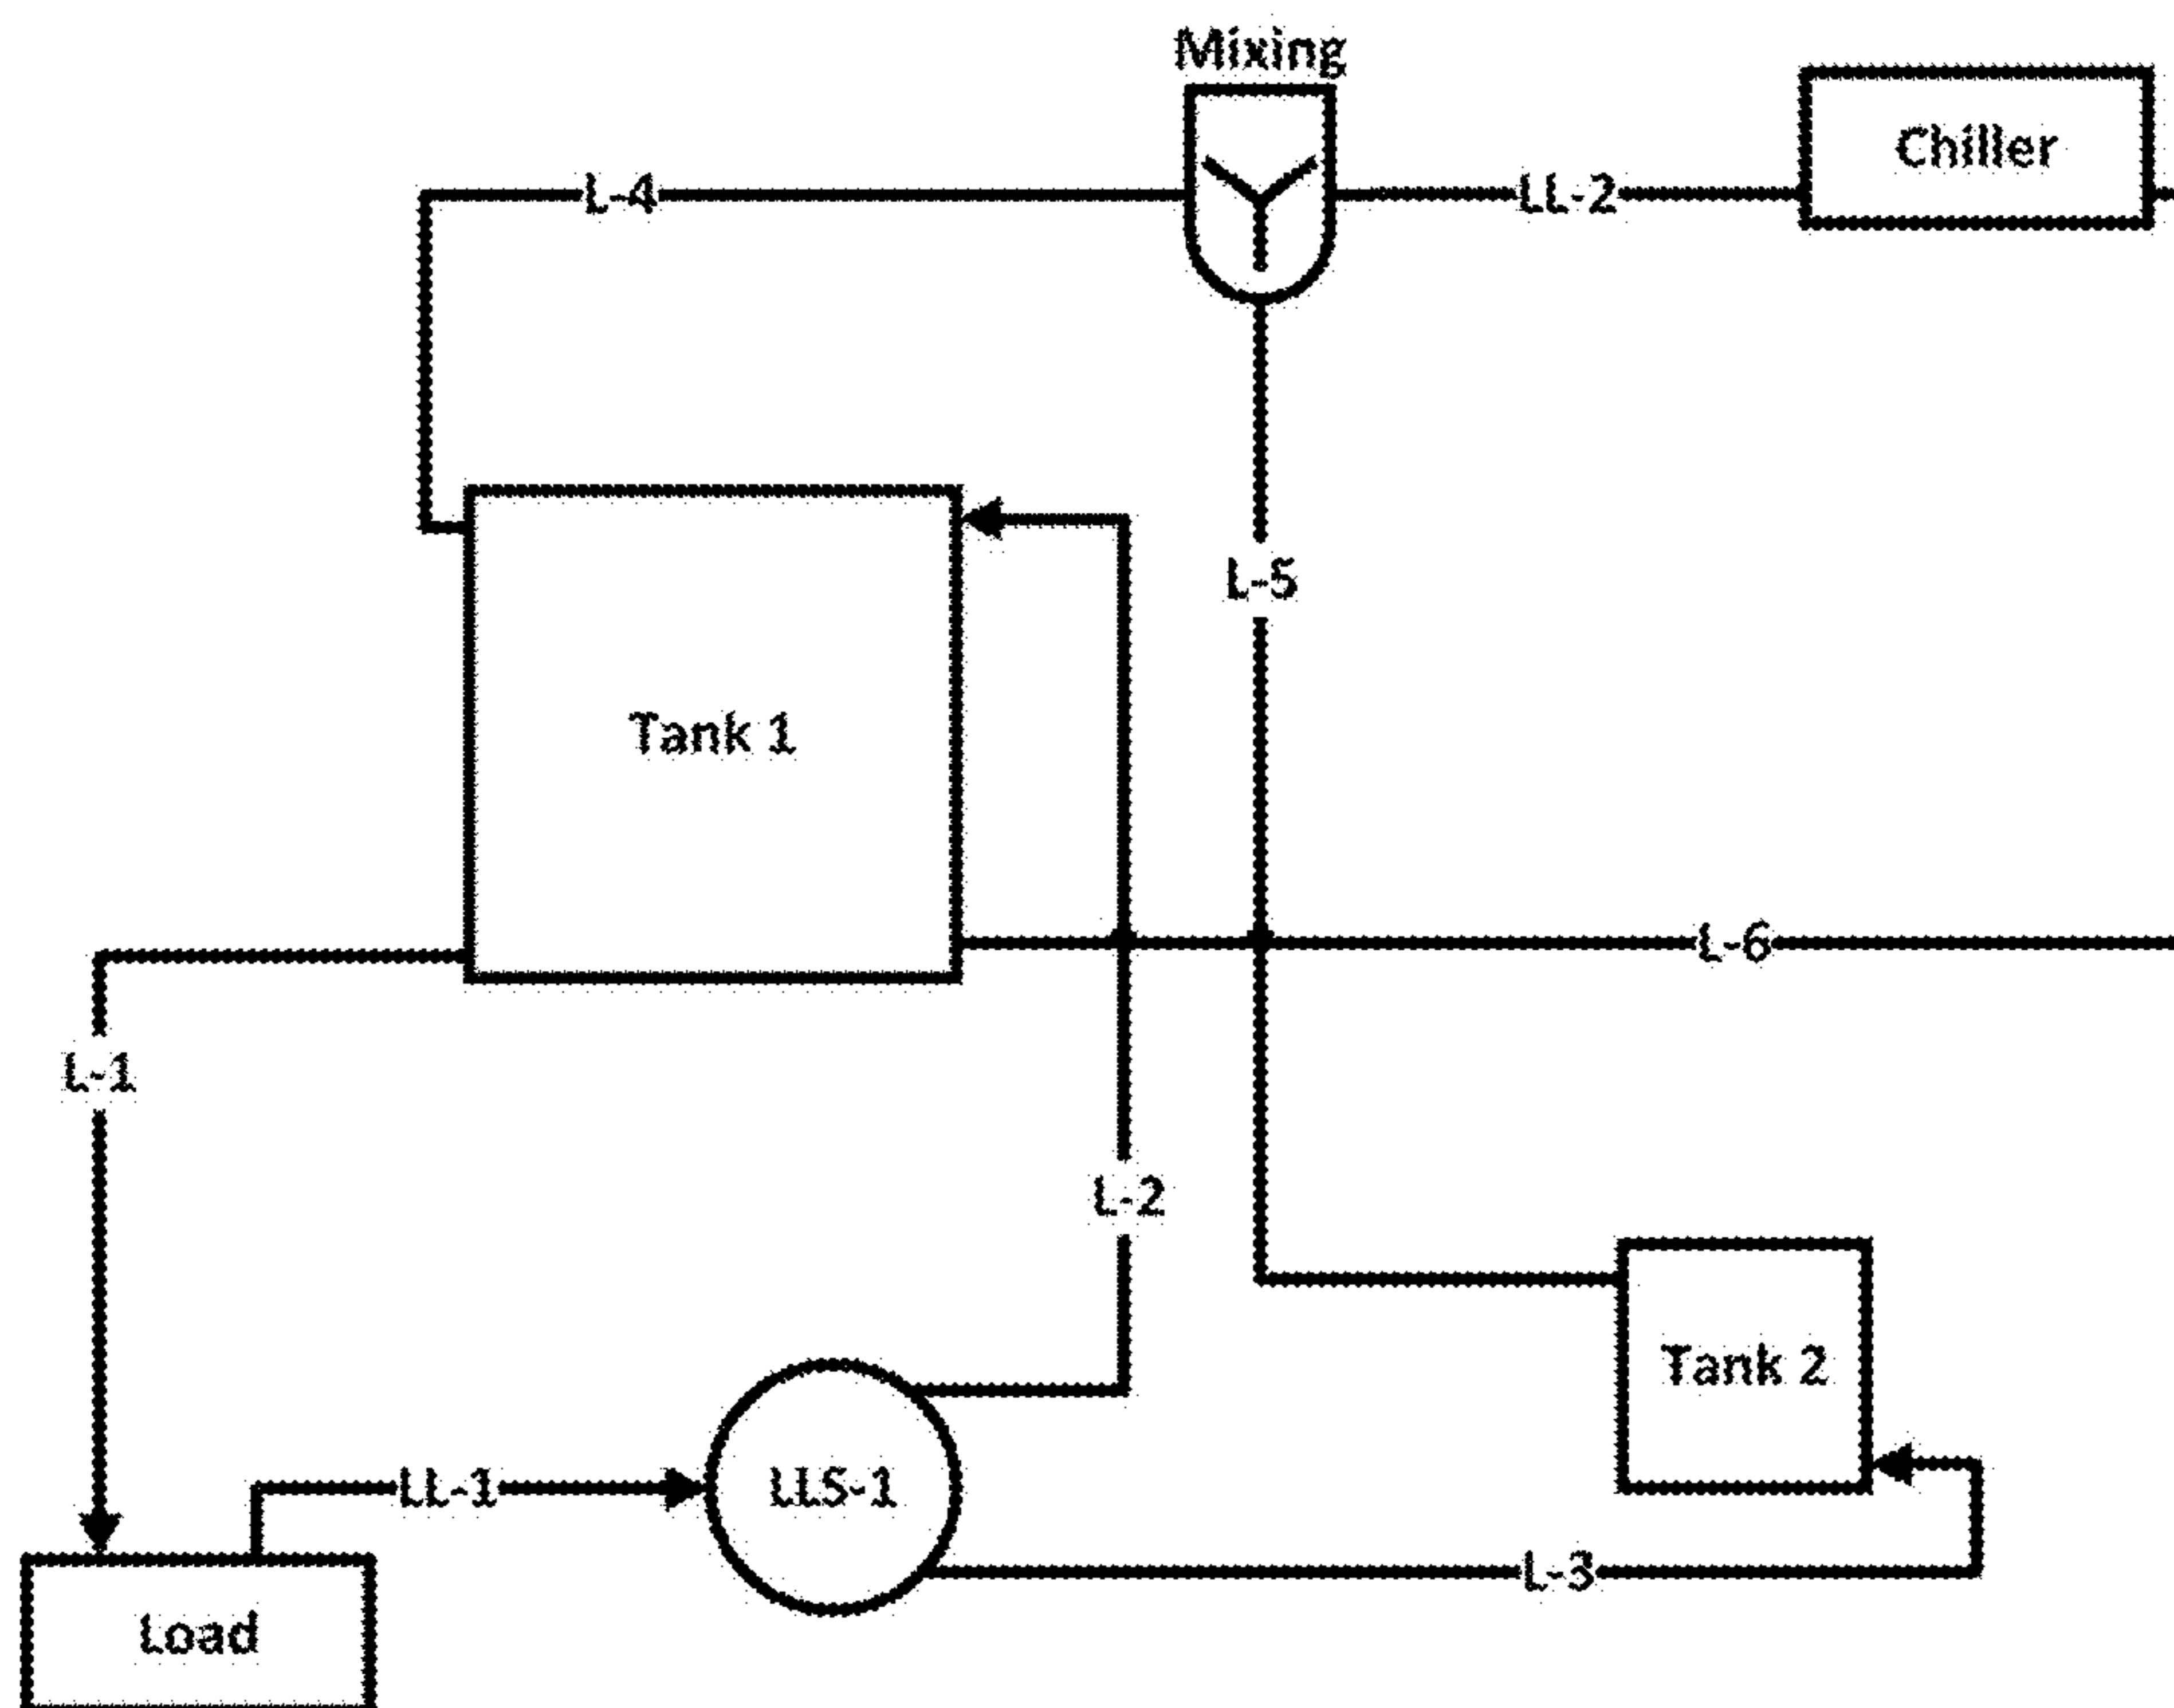 Mixing
Chiller
L-4
LL-2
L-5
Tank 1
L-6
L-1
L-2
Tank 2
LL-1
LLS-1
L-3
Load